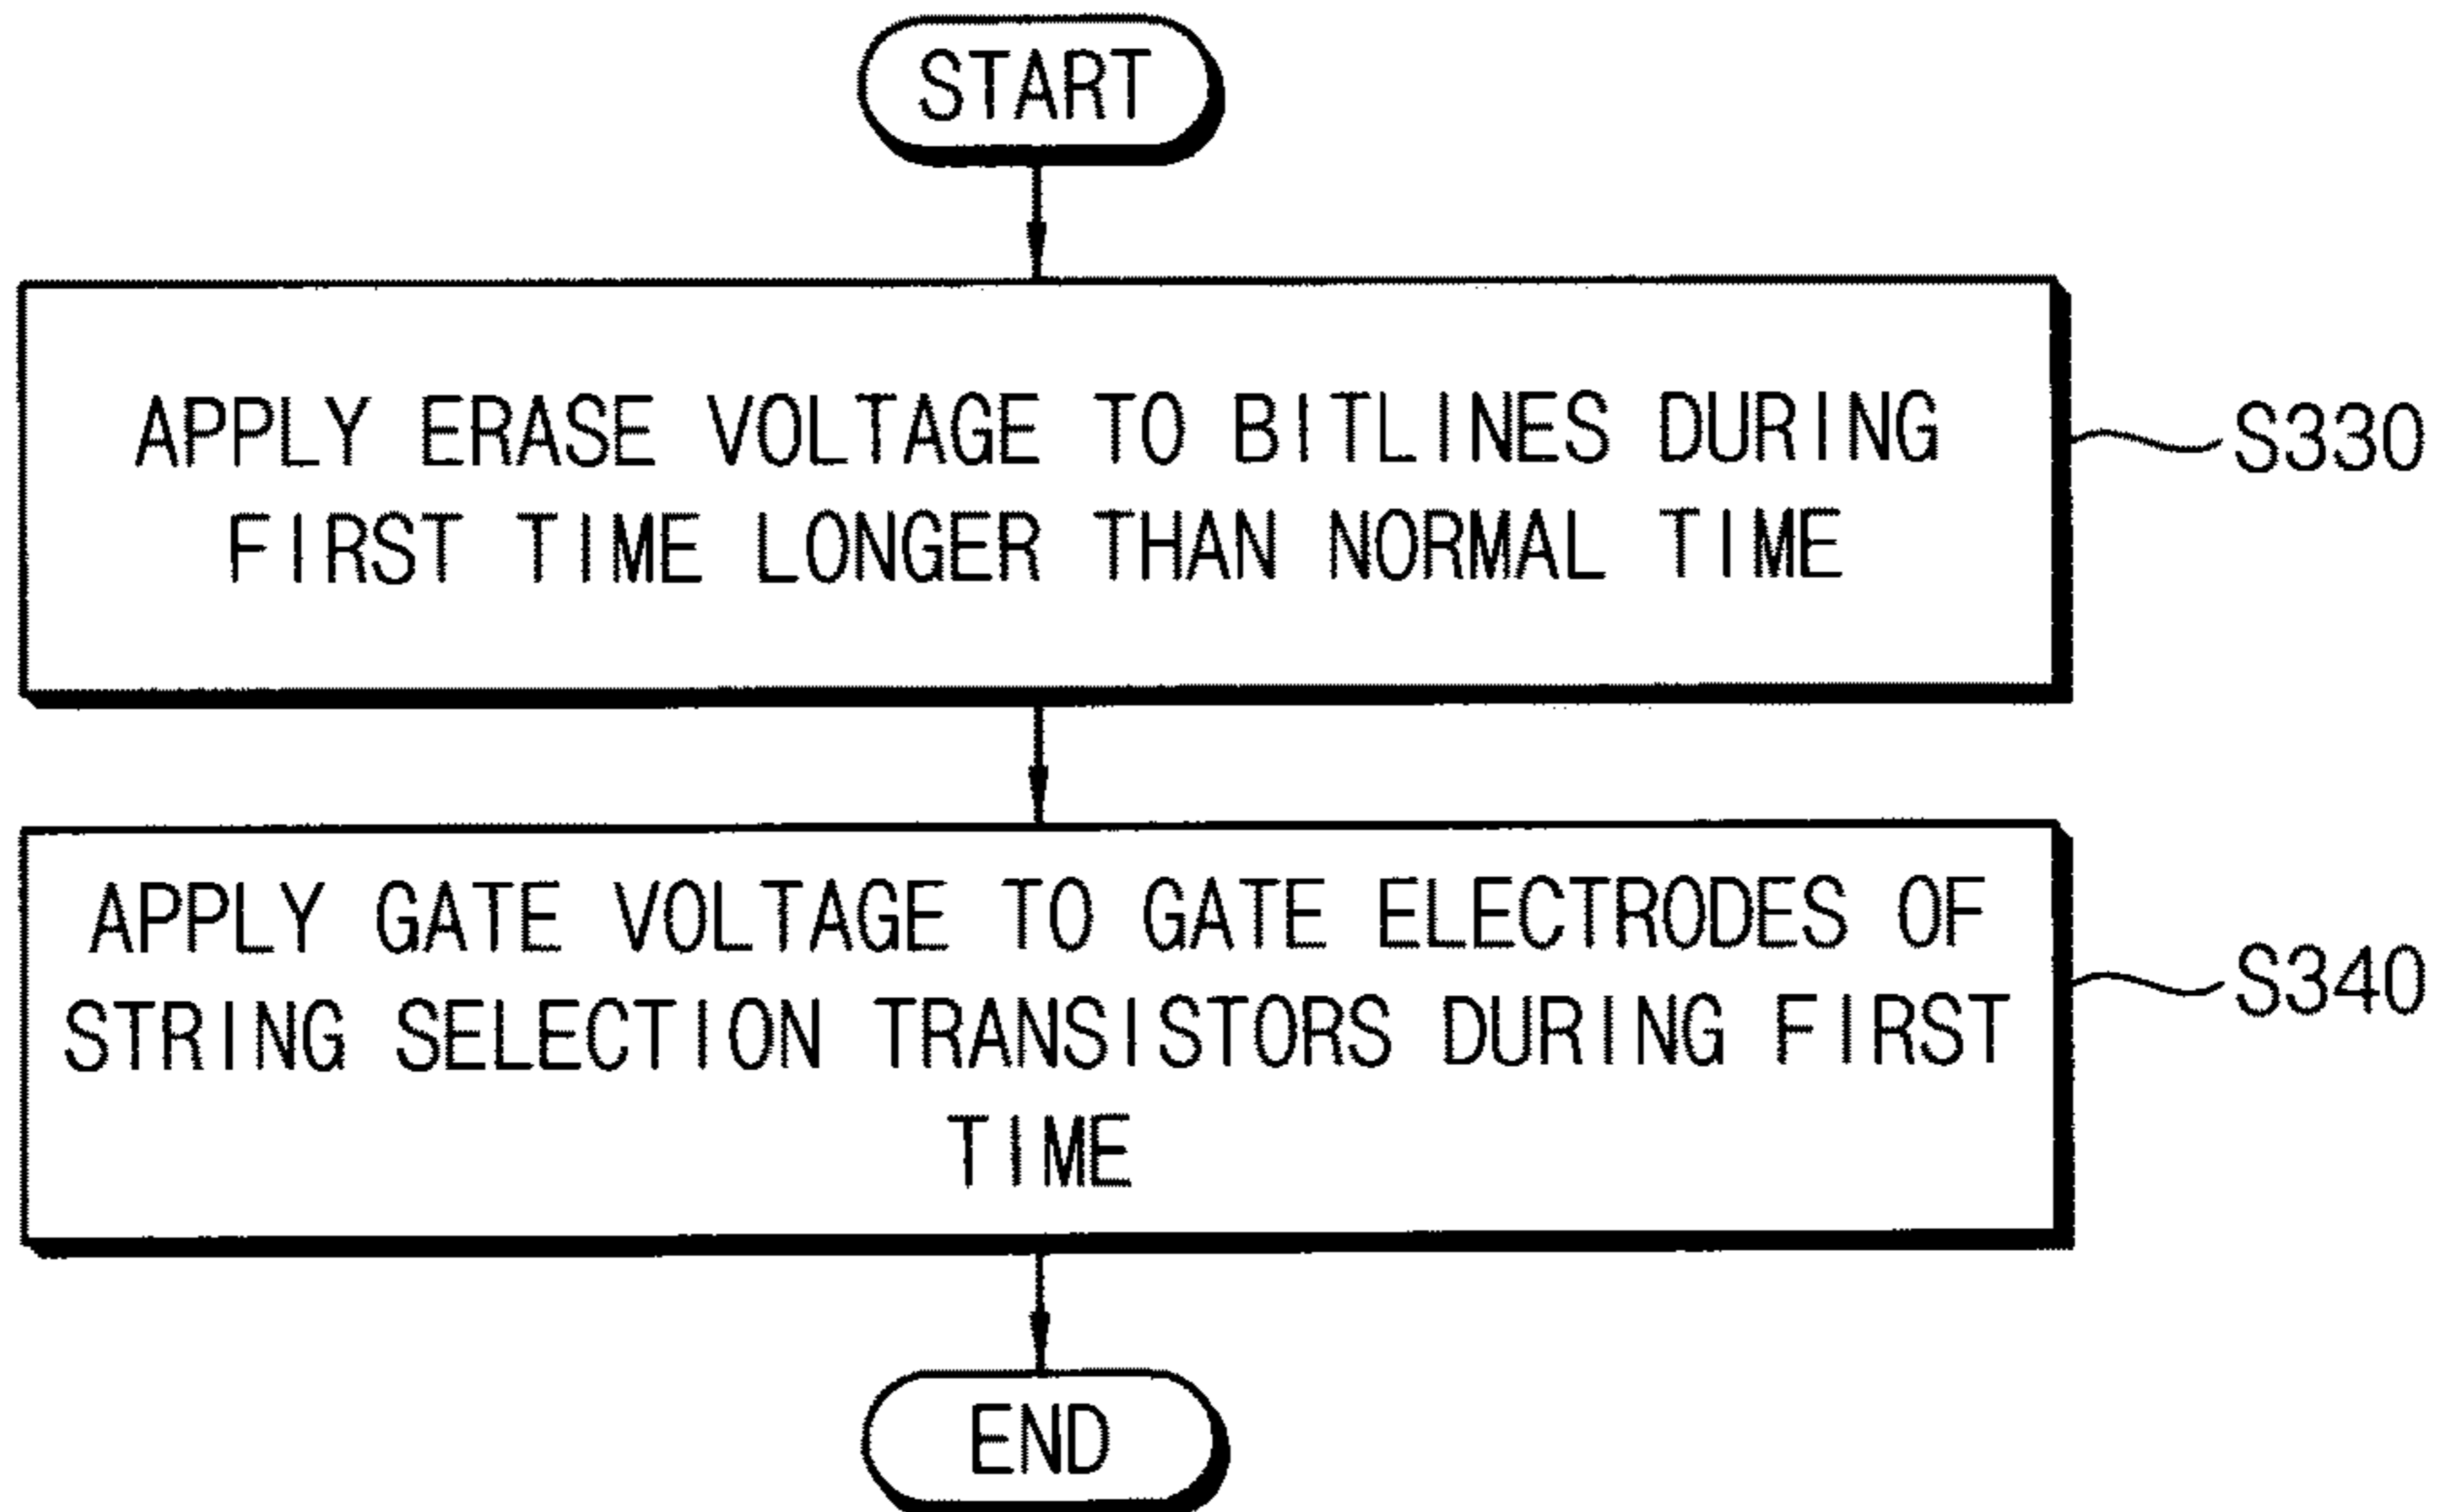 START
APPLY ERASE VOLTAGE TO BITLINES DURING
FIRST TIME LONGER THAN NORMAL TIME
S330
APPLY GATE VOLTAGE TO GATE ELECTRODES OF
STRING SELECTION TRANSISTORS DURING FIRST
TIME
S340
END